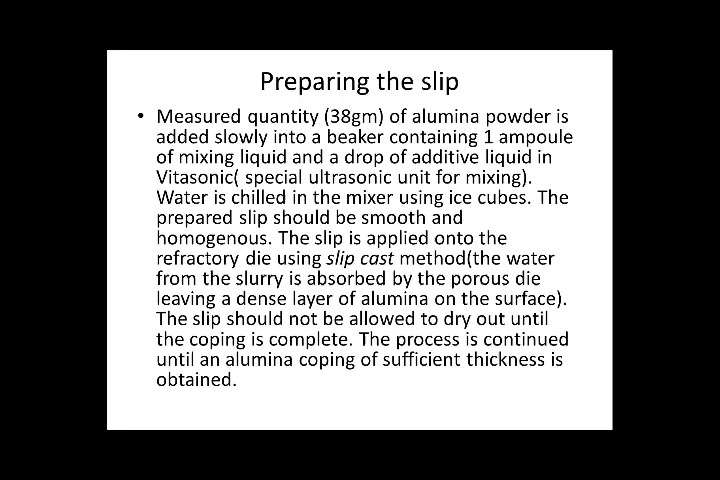 Preparing the slip
• Measured quantity (38gm) of alumina powder is
added slowly into a beaker containing 1 ampoule
of mixing liquid and a drop of additive liquid in
Vitasonic( special ultrasonic unit for mixing).
Water is chilled in the mixer using ice cubes. The
prepared slip should be smooth and
homogenous. The slip is applied onto the
refractory die using slip cast method(the water
from the slurry is absorbed by the porous die
leaving a dense layer of alumina on the surface).
The slip should not be allowed to dry out until
the coping is complete. The process is continued
until an alumina coping of sufficient thickness is
obtained.